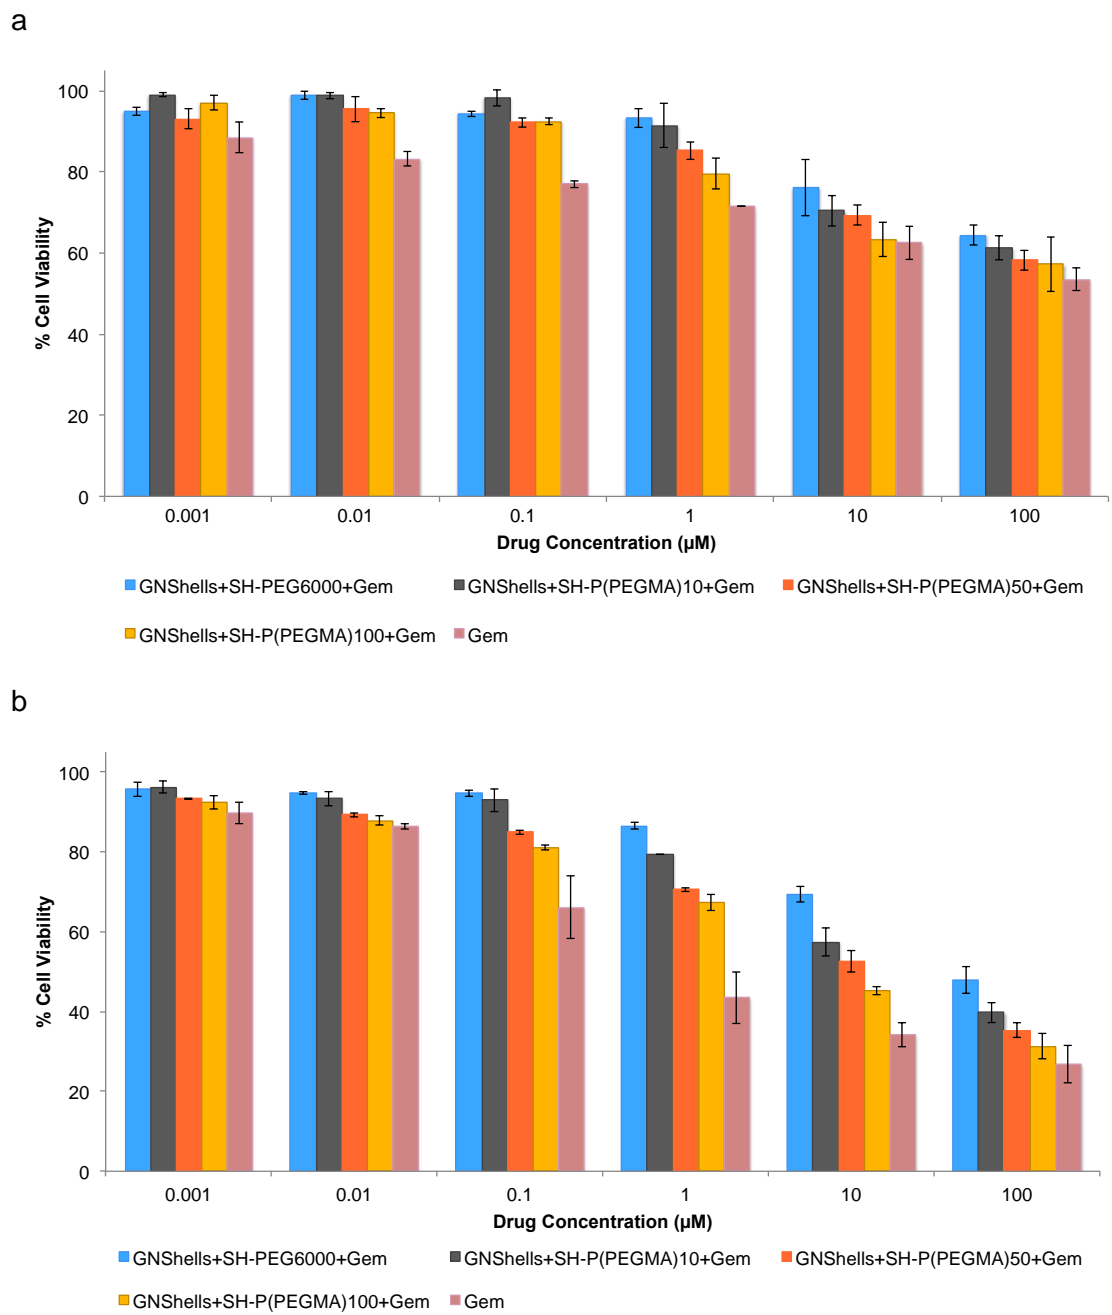 a
100
80
60
40
20
0
% Cell Viability
0.001 0.01 0.1 1 10 100
Drug Concentration (µM)
GNShells+SH-PEG6000+Gem GNShells+SH-P(PEGMA)10+Gem GNShells+SH-P(PEGMA)50+Gem
GNShells+SH-P(PEGMA)100+Gem Gem
b
100
80
60
40
20
0
% Cell Viability
0.001 0.01 0.1 1 10 100
Drug Concentration (µM)
GNShells+SH-PEG6000+Gem GNShells+SH-P(PEGMA)10+Gem GNShells+SH-P(PEGMA)50+Gem
GNShells+SH-P(PEGMA)100+Gem Gem